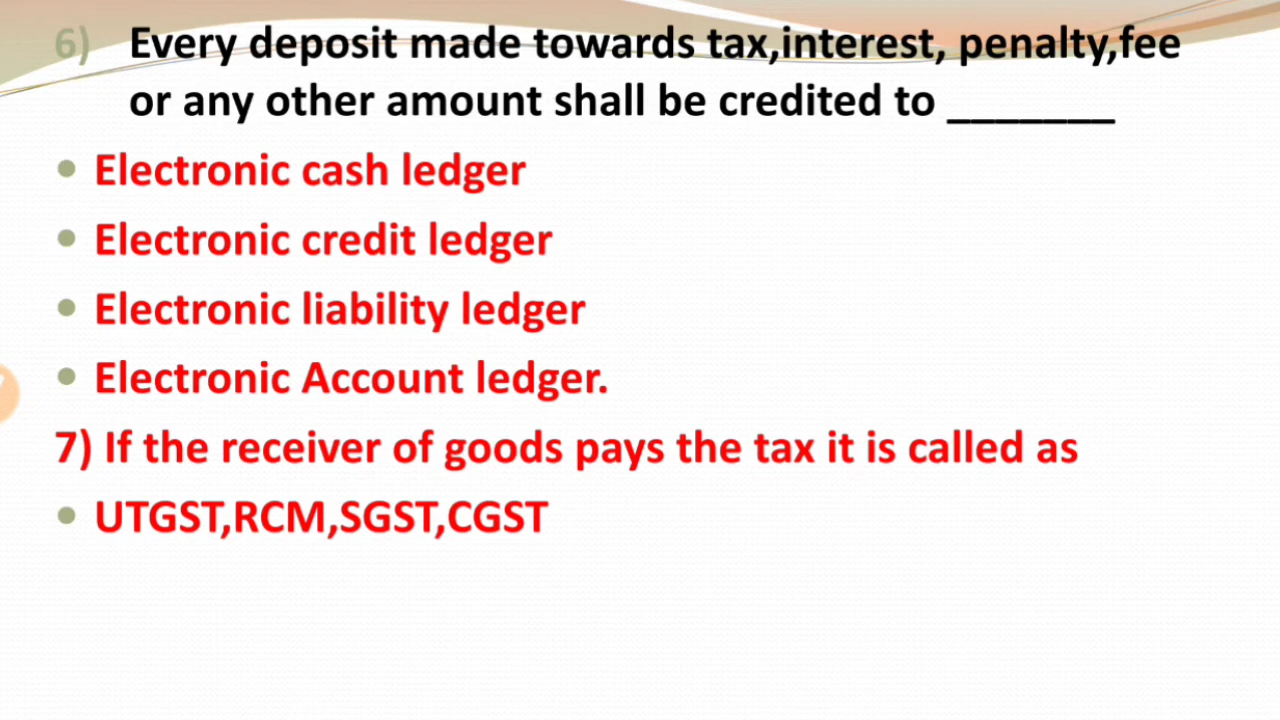 6) Every deposit made towards tax,interest, penalty,fee
or any other amount shall be credited to _______
• Electronic cash ledger
• Electronic credit ledger
• Electronic liability ledger
• Electronic Account ledger.
7) If the receiver of goods pays the tax it is called as
• UTGST,RCM,SGST,CGST